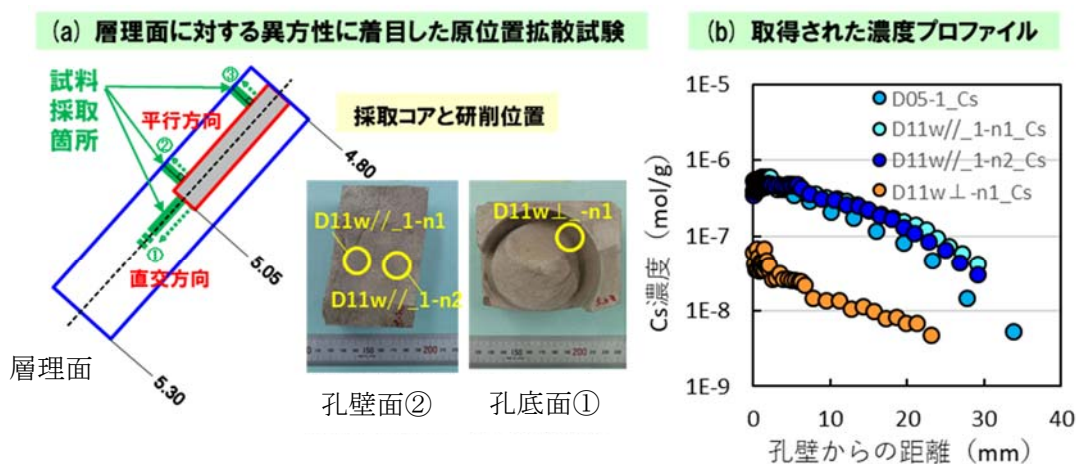 (a) 層理面に対する異方性に着目した原位置拡散試験
試料
採取
箇所
③
平行方向
②
①
直交方向
4.80
5.05
5.30
層理面
採取コアと研削位置
D11w//_1-n1
D11w//_1-n2
150
200
孔壁面②
D11w⊥_-n1
150
200
孔底面①
(b) 取得された濃度プロファイル
D05-1_Cs
D11w//_1-n1_Cs
D11w//_1-n2_Cs
D11w⊥-n1_Cs
Cs濃度 (mol/g)
1E-5
1E-6
1E-7
1E-8
1E-9
0 10 20 30 40
孔壁からの距離 (mm)